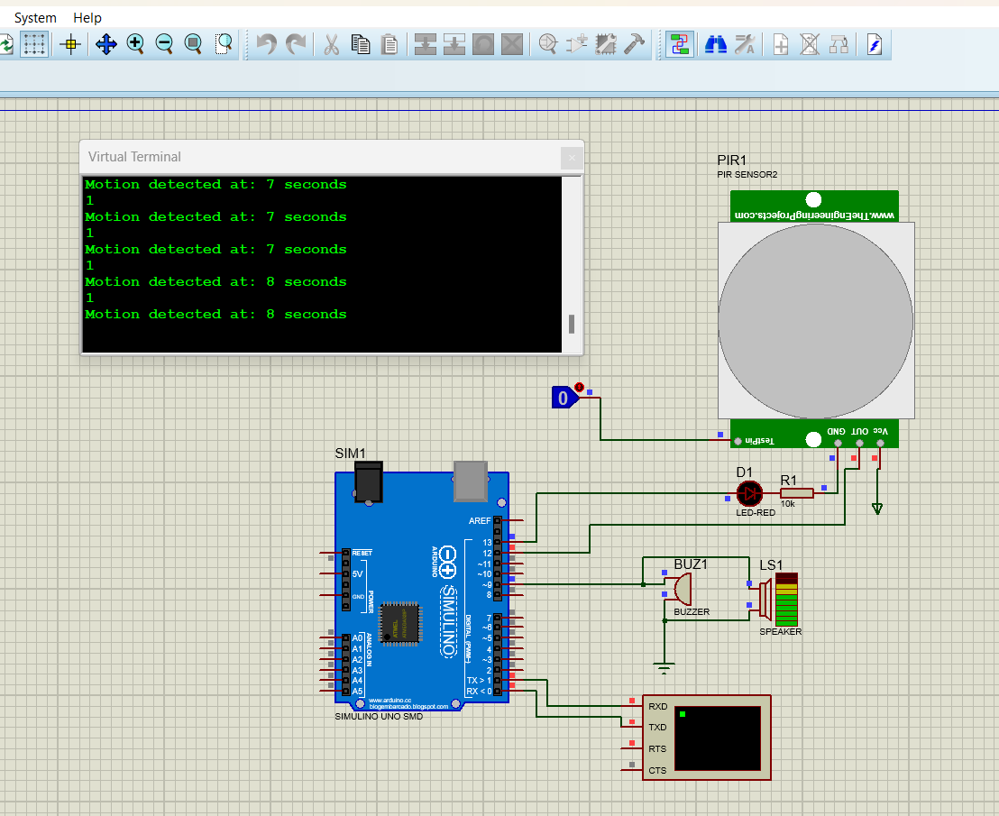 System Help
Virtual Terminal
Motion detected at: 7 seconds
1
Motion detected at: 7 seconds
1
Motion detected at: 7 seconds
1
Motion detected at: 8 seconds
1
Motion detected at: 8 seconds
PIR1
PIR SENSOR2
www.TheEngineeringProjects.com
0
TestPin
GND OUT Vcc
SIM1
D1
LED-RED
R1
10k
AREF
13
12
~11
~10
~9
8
7
~6
~5
4
~3
2
TX > 1
RX < 0
RESET
5V
GND
POWER
A0
A1
A2
A3
A4
A5
ANALOG IN
ARDUINO
SIMULINO
DIGITAL (PWM~)
ATMEL
www.arduino.cc
blogembarcado.blogspot.com
SIMULINO UNO SMD
BUZ1
BUZZER
LS1
SPEAKER
RXD
TXD
RTS
CTS